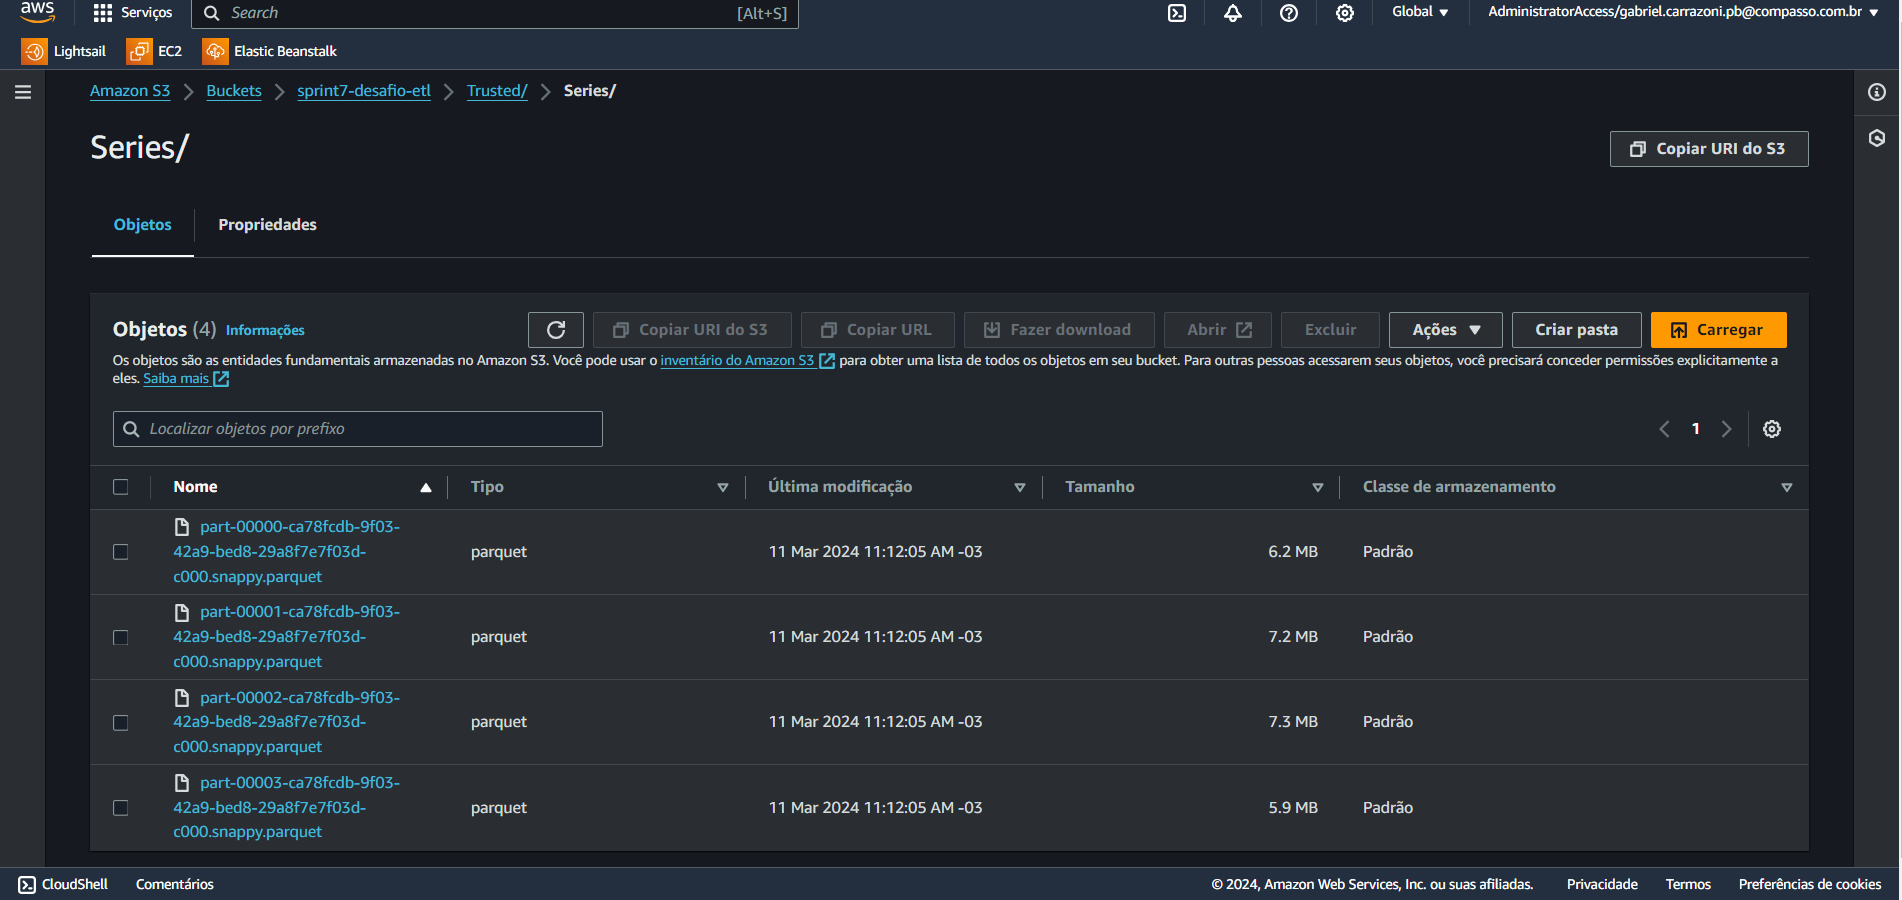 aws
Serviços
Search
[Alt+S]
Global
AdministratorAccess/gabriel.carrazoni.pb@compasso.com.br
Lightsail
EC2
Elastic Beanstalk
Amazon S3
Buckets
sprint7-desafio-etl
Trusted/
Series/
Series/
Copiar URI do S3
Objetos
Propriedades
Objetos (4)
Informações
Copiar URI do S3
Copiar URL
Fazer download
Abrir
Excluir
Ações
Criar pasta
Carregar
Os objetos são as entidades fundamentais armazenadas no Amazon S3. Você pode usar o inventário do Amazon S3 para obter uma lista de todos os objetos em seu bucket. Para outras pessoas acessarem seus objetos, você precisará conceder permissões explicitamente a
eles. Saiba mais
Localizar objetos por prefixo
1
Nome
Tipo
Última modificação
Tamanho
Classe de armazenamento
part-00000-ca78fcdb-9f03-
42a9-bed8-29a8f7e7f03d-
c000.snappy.parquet
parquet
11 Mar 2024 11:12:05 AM -03
6.2 MB
Padrão
part-00001-ca78fcdb-9f03-
42a9-bed8-29a8f7e7f03d-
c000.snappy.parquet
parquet
11 Mar 2024 11:12:05 AM -03
7.2 MB
Padrão
part-00002-ca78fcdb-9f03-
42a9-bed8-29a8f7e7f03d-
c000.snappy.parquet
parquet
11 Mar 2024 11:12:05 AM -03
7.3 MB
Padrão
part-00003-ca78fcdb-9f03-
42a9-bed8-29a8f7e7f03d-
c000.snappy.parquet
parquet
11 Mar 2024 11:12:05 AM -03
5.9 MB
Padrão
CloudShell
Comentários
© 2024, Amazon Web Services, Inc. ou suas afiliadas.
Privacidade
Termos
Preferências de cookies